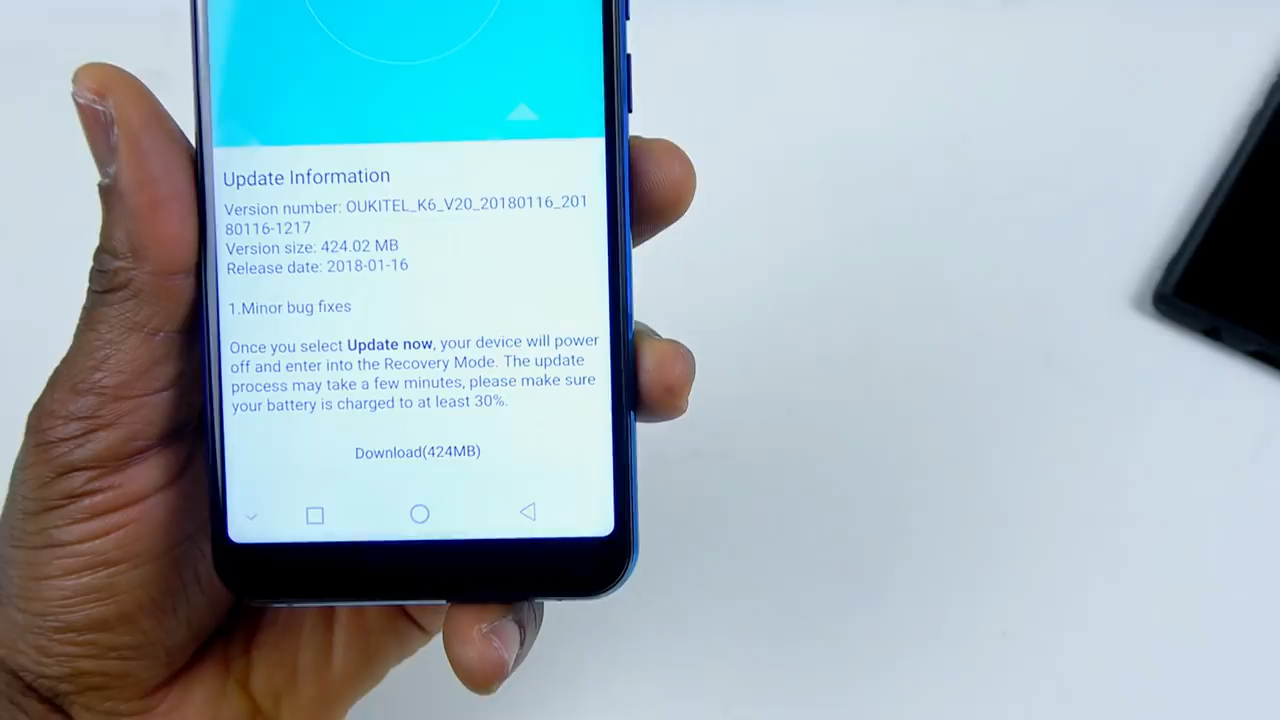 Update Information
Version number: OUKITEL_K6_V20_20180116_201
80116-1217
Version size: 424.02 MB
Release date: 2018-01-16
1.Minor bug fixes
Once you select Update now, your device will power
off and enter into the Recovery Mode. The update
process may take a few minutes, please make sure
your battery is charged to at least 30%.
Download(424MB)